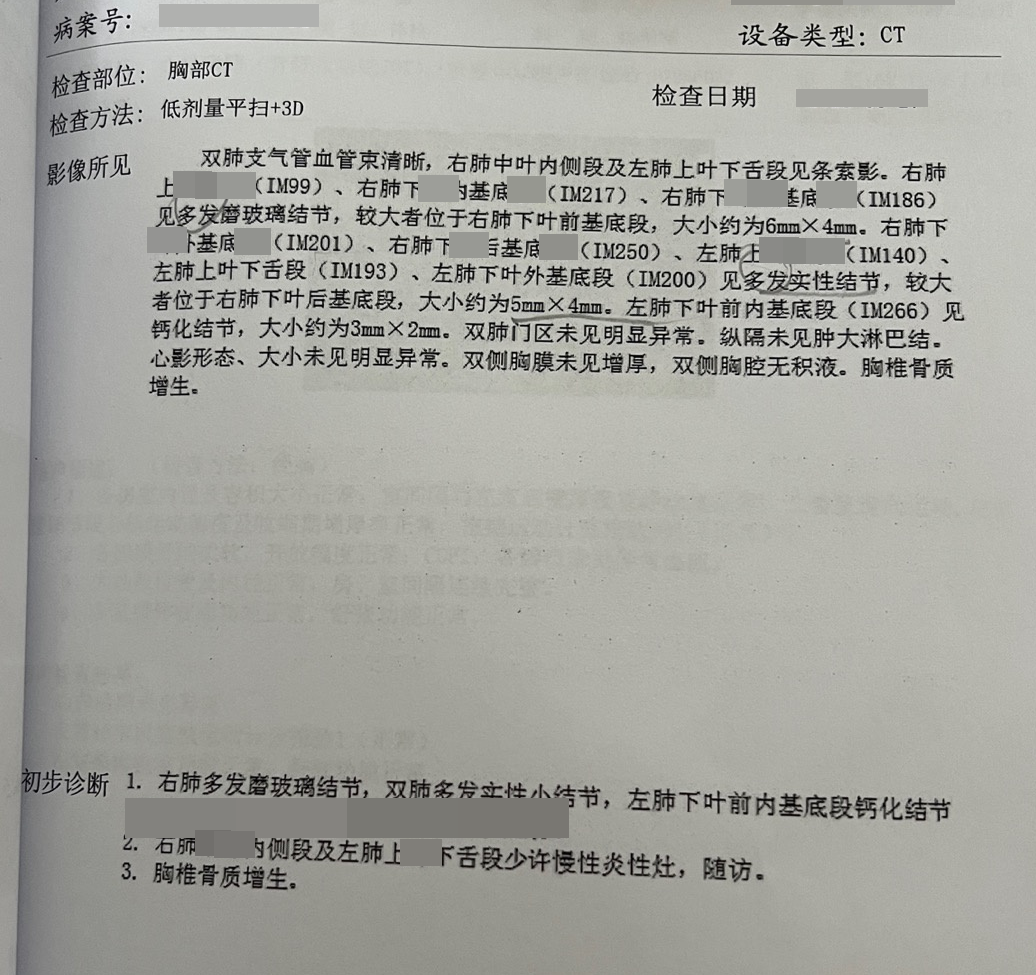 病案号:
设备类型: CT
检查部位: 胸部CT
检查日期
检查方法: 低剂量平扫+3D
影像所见 双肺支气管血管束清晰，右肺中叶内侧段及左肺上叶下舌段见条索影。右肺
上 (IM99)、右肺下 内基底 (IM217)、右肺下 基底 (IM186)
见多发磨玻璃结节，较大者位于右肺下叶前基底段，大小约为6mm×4mm。右肺下
外基底 (IM201)、右肺下 后基底 (IM250)、左肺上 (IM140)、
左肺上叶下舌段(IM193)、左肺下叶外基底段(IM200)见多发实性结节，较大
者位于右肺下叶后基底段，大小约为5mm×4mm。左肺下叶前内基底段(IM266)见
钙化结节，大小约为3mm×2mm。双肺门区未见明显异常。纵隔未见肿大淋巴结。
心影形态、大小未见明显异常。双侧胸膜未见增厚，双侧胸腔无积液。胸椎骨质
增生。
初步诊断 1. 右肺多发磨玻璃结节，双肺多发实性小结节，左肺下叶前内基底段钙化结节
2. 右肺 内侧段及左肺上 下舌段少许慢性炎性灶，随访。
3. 胸椎骨质增生。